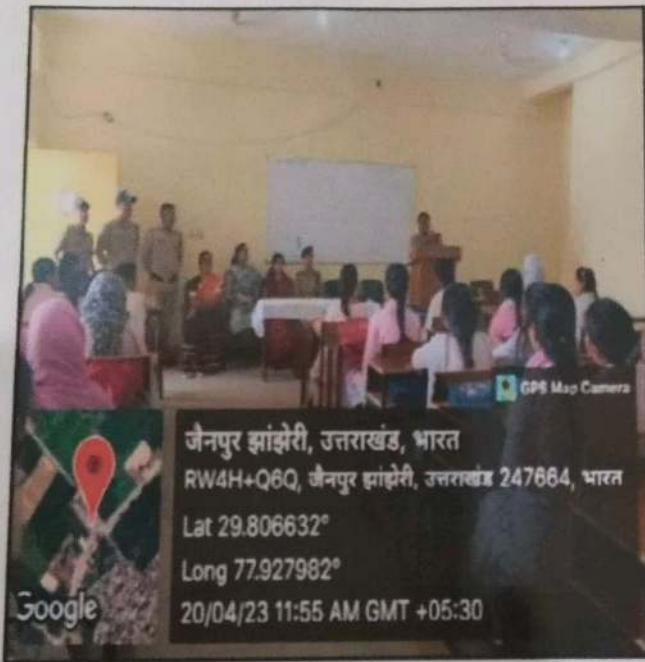 GPS Map Camera
जैनपुर झांझेरी, उत्तराखंड, भारत
RW4H+Q6Q, जैनपुर झांझेरी, उत्तराखंड 247664, भारत
Lat 29.806632°
Long 77.927982°
20/04/23 11:55 AM GMT +05:30
Google